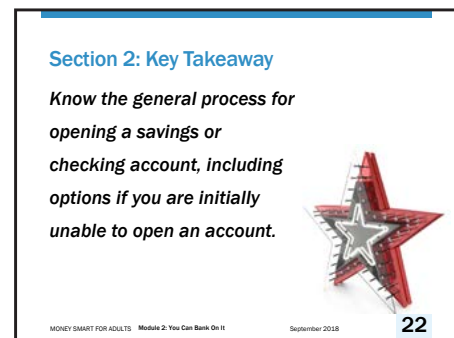 Section 2: Key Takeaway
Know the general process for
opening a savings or
checking account, including
options if you are initially
unable to open an account.
MONEY SMART FOR ADULTS Module 2: You Can Bank On It September 2018 22